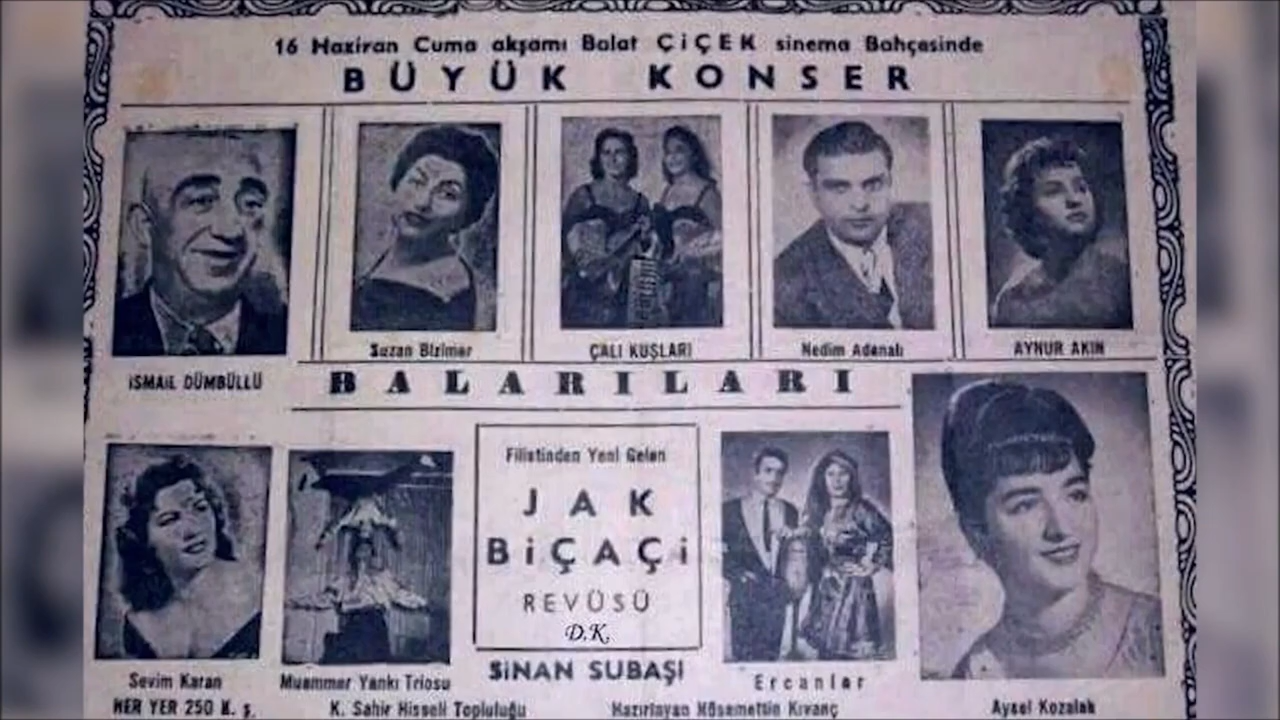 16 Haziran Cuma akşamı Balat ÇİÇEK sinema Bahçesinde
BÜYÜK KONSER
İSMAİL DÜMBÜLLÜ
Suzan Bizimer
ÇALI KUŞLARI
Nedim Adanalı
AYNUR AKIN
BALARILARI
Filistinden Yeni Gelen
JAK
BİÇAÇİ
REVÜSÜ
D.K.
SİNAN SUBAŞI
Sevim Karan
Muammer Yankı Triosu
Ercanlar
Aysel Kozalak
HER YER 250 K. Ş.
K. Sahir Hisseli Topluluğu
Hazırlayan Hüsamettin Kıvanç